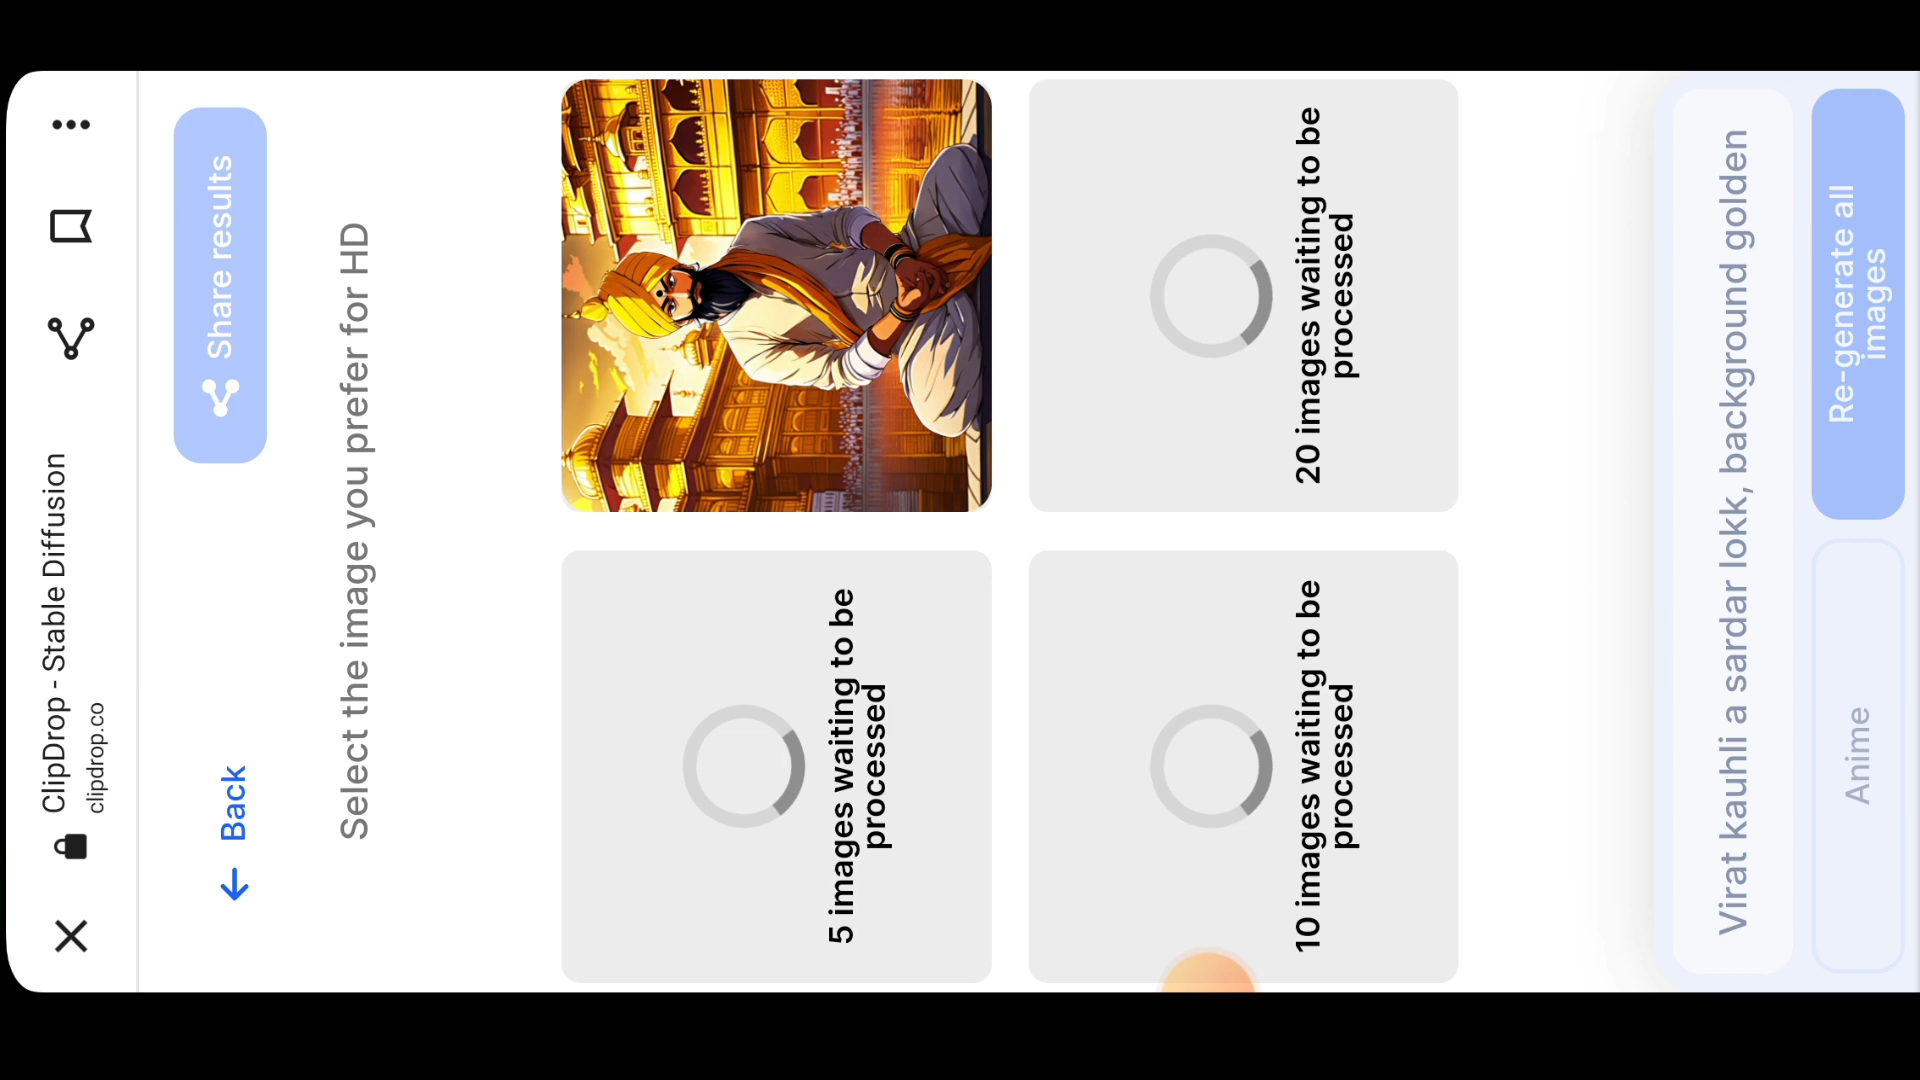 ClipDrop - Stable Diffusion
clipdrop.co
Back
Share results
Select the image you prefer for HD
5 images waiting to be
processed
10 images waiting to be
processed
20 images waiting to be
processed
Virat kauhli a sardar lokk, background golden
Anime
Re-generate all
images